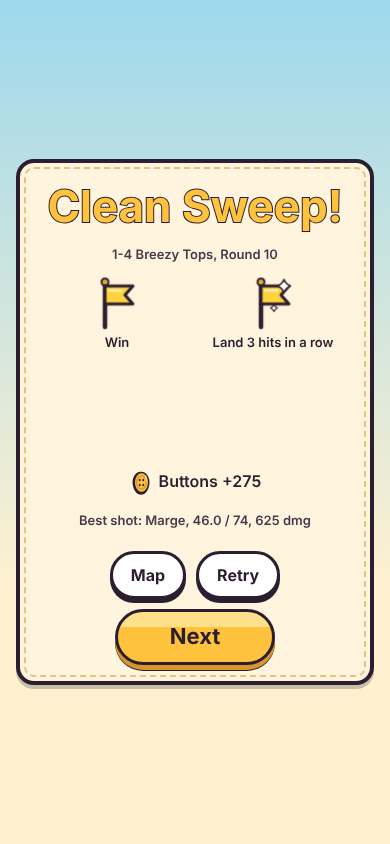 Clean Sweep!
1-4 Breezy Tops, Round 10
Win
Land 3 hits in a row
Buttons +275
Best shot: Marge, 46.0 / 74, 625 dmg
Map
Retry
Next